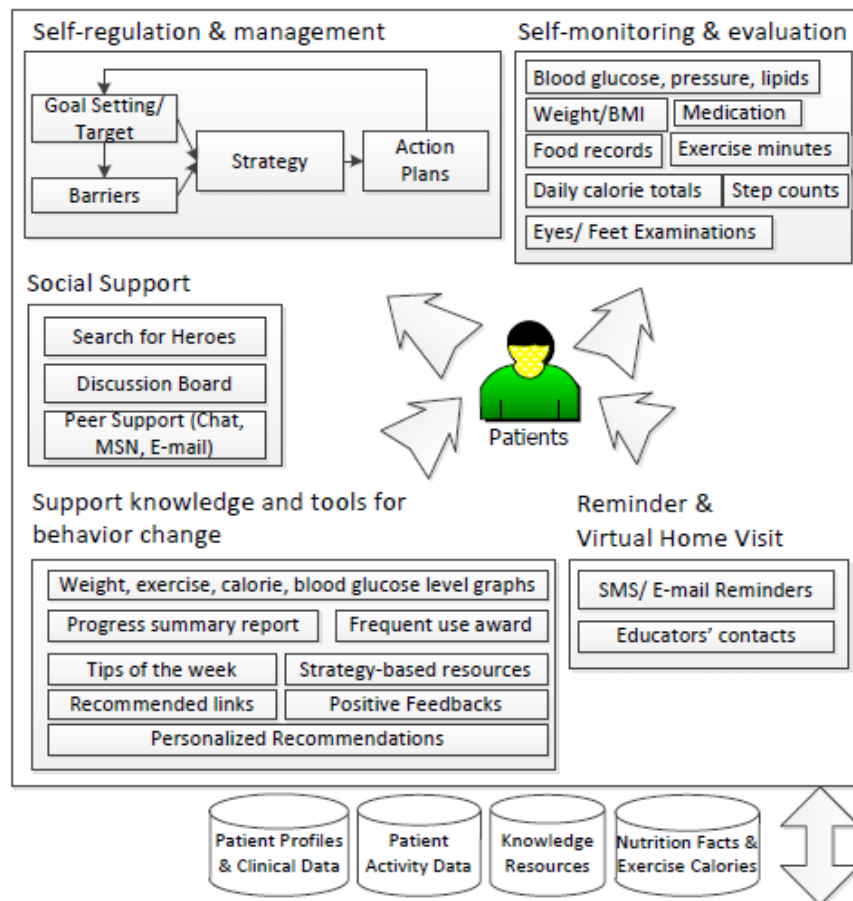 Self-regulation & management
Goal Setting/
Target
Barriers
Strategy
Action
Plans
Self-monitoring & evaluation
Blood glucose, pressure, lipids
Weight/BMI
Medication
Food records
Exercise minutes
Daily calorie totals
Step counts
Eyes/ Feet Examinations
Social Support
Search for Heroes
Discussion Board
Peer Support (Chat,
MSN, E-mail)
Patients
Support knowledge and tools for
behavior change
Weight, exercise, calorie, blood glucose level graphs
Progress summary report
Frequent use award
Tips of the week
Strategy-based resources
Recommended links
Positive Feedbacks
Personalized Recommendations
Reminder &
Virtual Home Visit
SMS/ E-mail Reminders
Educators’ contacts
Patient Profiles
& Clinical Data
Patient
Activity Data
Knowledge
Resources
Nutrition Facts &
Exercise Calories